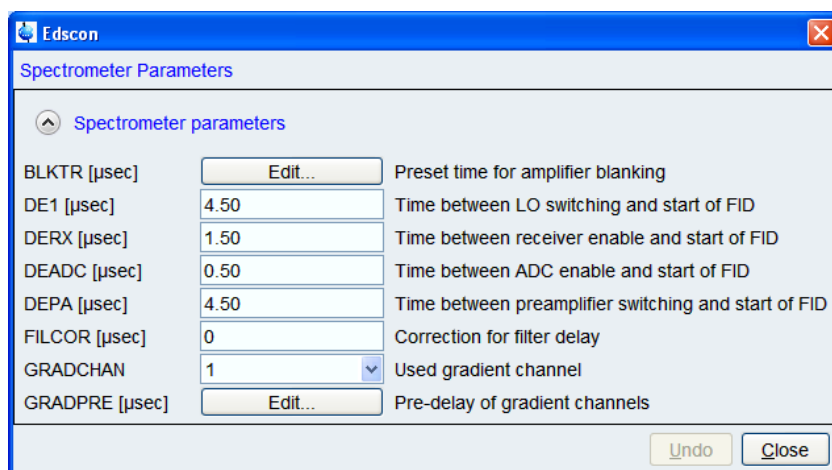 Edscon
Spectrometer Parameters
Spectrometer parameters
BLKTR [µsec] Edit... Preset time for amplifier blanking
DE1 [µsec] 4.50 Time between LO switching and start of FID
DERX [µsec] 1.50 Time between receiver enable and start of FID
DEADC [µsec] 0.50 Time between ADC enable and start of FID
DEPA [µsec] 4.50 Time between preamplifier switching and start of FID
FILCOR [µsec] 0 Correction for filter delay
GRADCHAN 1 Used gradient channel
GRADPRE [µsec] Edit... Pre-delay of gradient channels
Undo Close